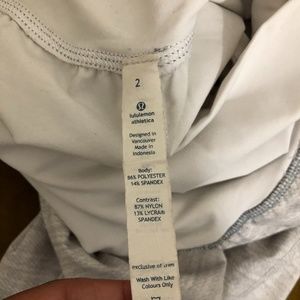 2
lululemon
athletica
Designed in
Vancouver
Made in
Indonesia
Body:
86% POLYESTER
14% SPANDEX
Contrast:
87% NYLON
13% LYCRA®
SPANDEX
exclusive of trim
Wash With Like
Colours Only